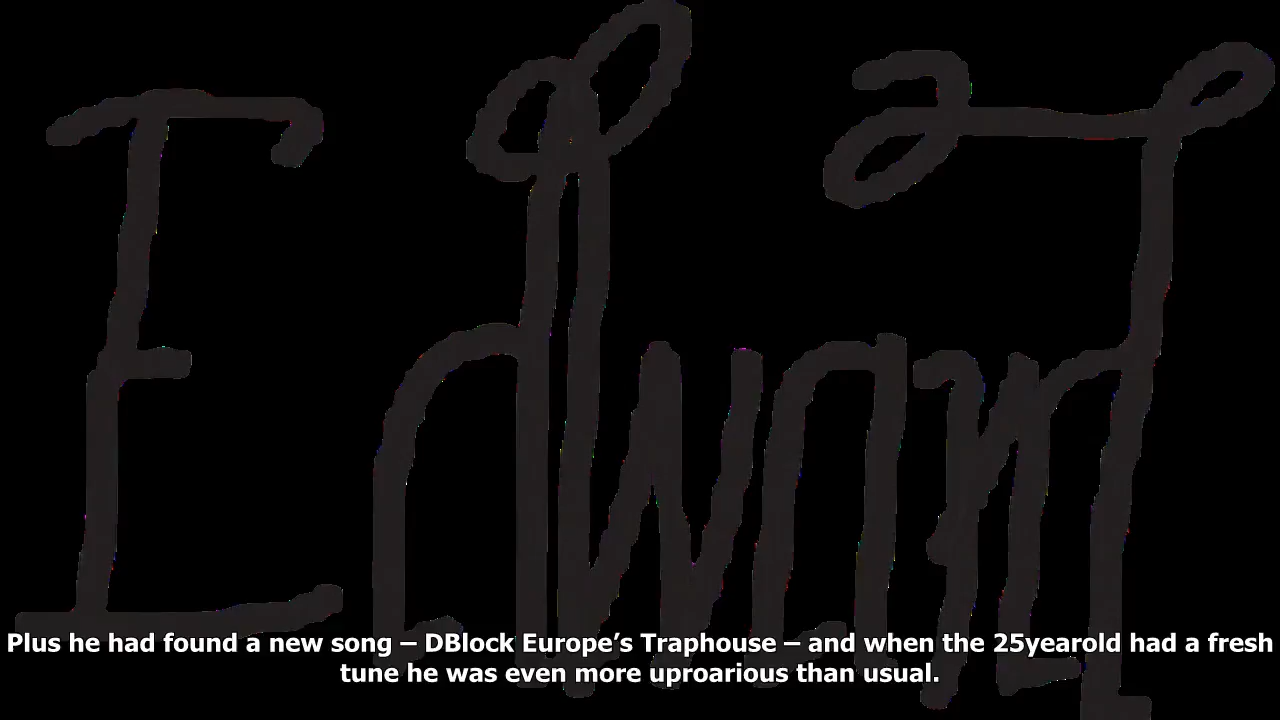 Edward
Plus he had found a new song – DBlock Europe’s Traphouse – and when the 25yearold had a fresh
tune he was even more uproarious than usual.